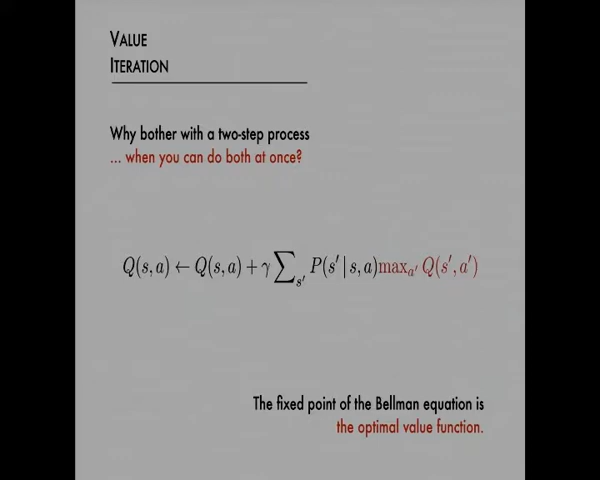 VALUE
ITERATION
Why bother with a two-step process
... when you can do both at once?
Q(s, a) ← Q(s, a) + γ ∑_{s′} P(s′ | s, a) max_{a′} Q(s′, a′)
The fixed point of the Bellman equation is
the optimal value function.